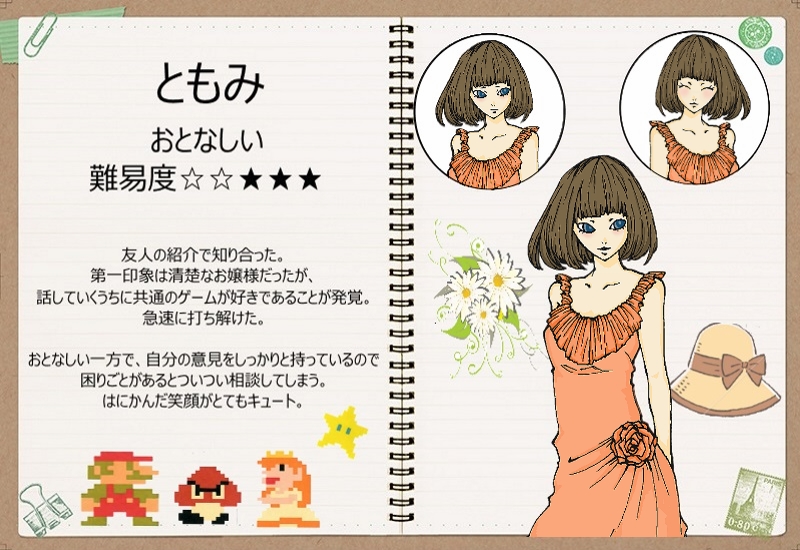 ともみ
おとなしい
難易度☆☆★★★
友人の紹介で知り合った。
第一印象は清楚なお嬢様だったが、
話していくうちに共通のゲームが好きであることが発覚。
急速に打ち解けた。
おとなしい一方で、自分の意見をしっかりと持っているので
困りごとがあるとついつい相談してしまう。
はにかんだ笑顔がとてもキュート。
PARIS
0-80c